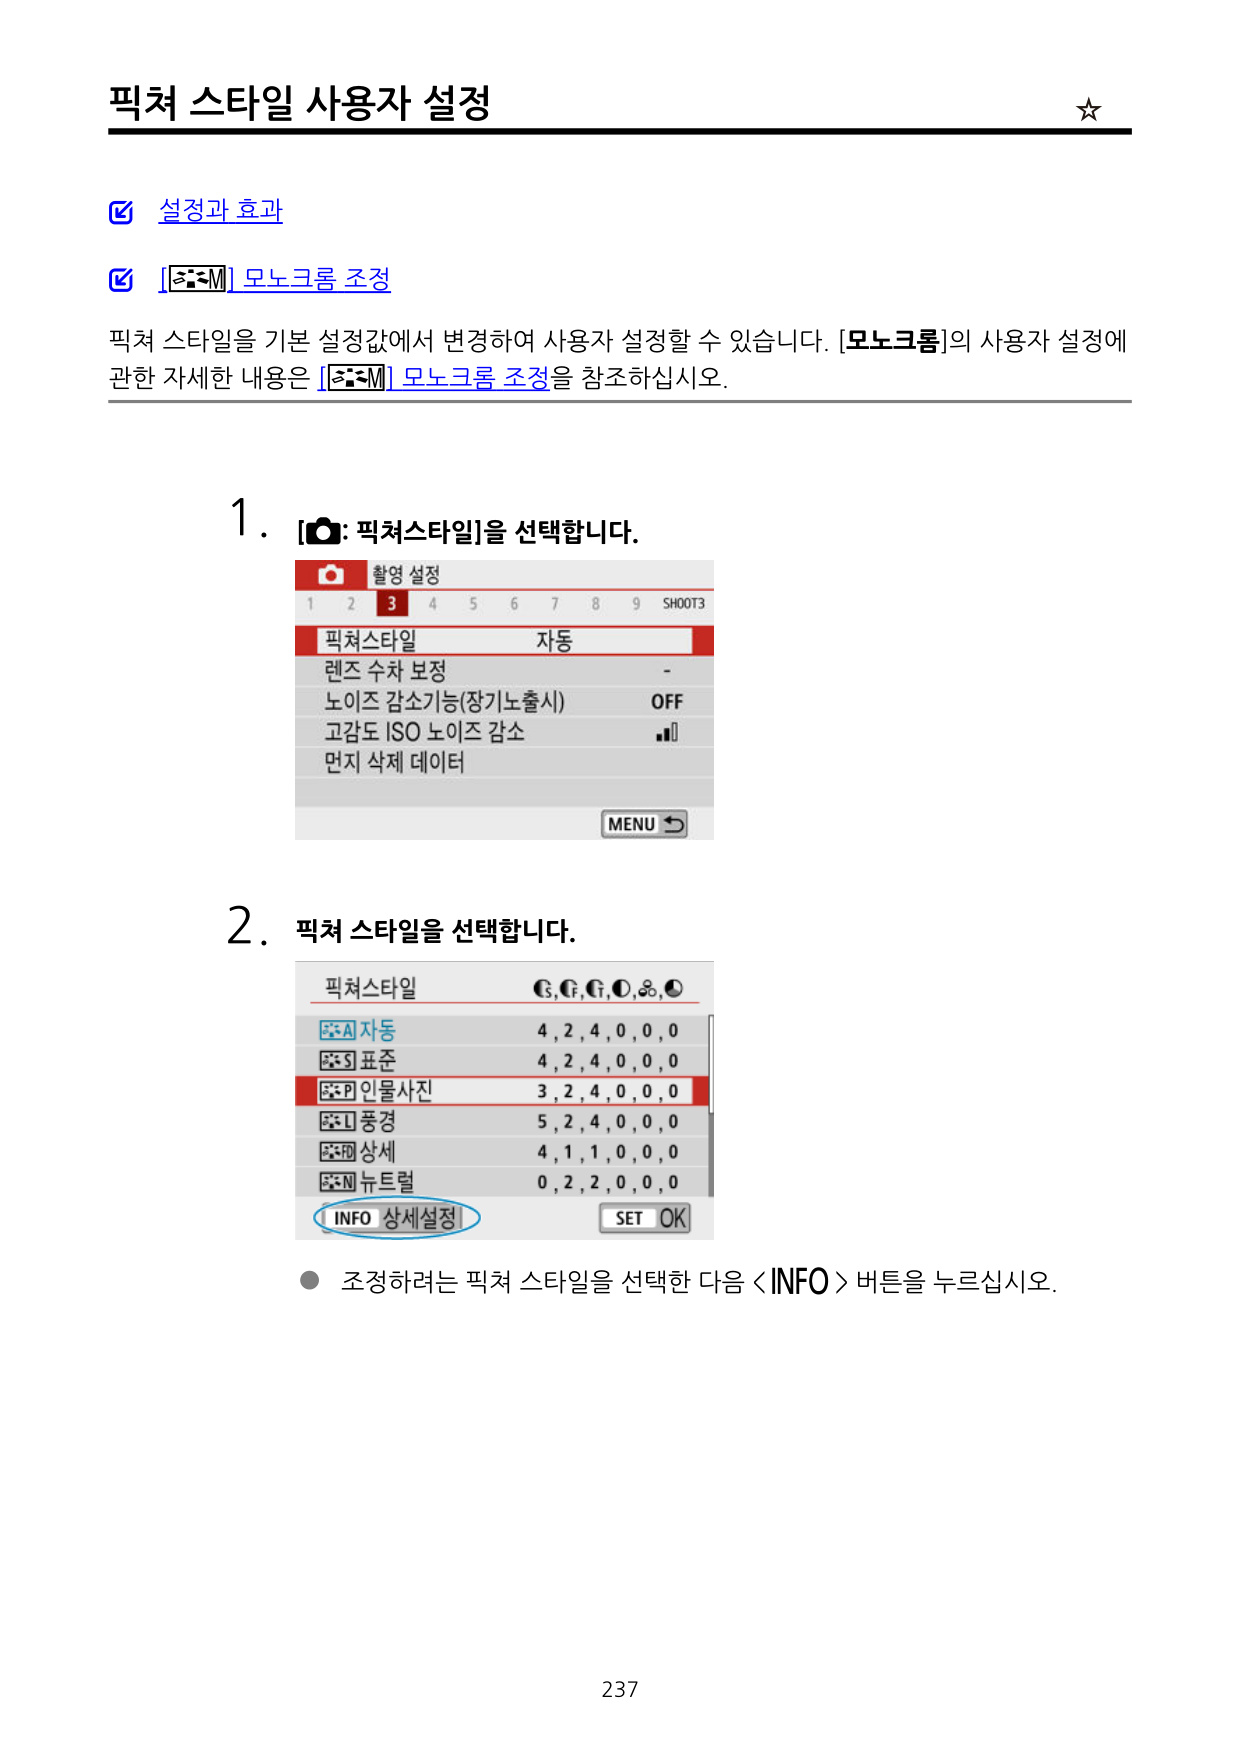 픽쳐 스타일 사용자 설정 ☆
설정과 효과
[M] 모노크롬 조정
픽쳐 스타일을 기본 설정값에서 변경하여 사용자 설정할 수 있습니다. [모노크롬]의 사용자 설정에
관한 자세한 내용은 [M] 모노크롬 조정을 참조하십시오.
1. [: 픽쳐스타일]을 선택합니다.
촬영 설정
1 2 3 4 5 6 7 8 9 SHOOT3
픽쳐스타일 자동
렌즈 수차 보정 -
노이즈 감소기능(장기노출시) OFF
고감도 ISO 노이즈 감소
먼지 삭제 데이터
MENU
2. 픽쳐 스타일을 선택합니다.
픽쳐스타일 S,F,T,,,
A 자동 4,2,4,0,0,0
S 표준 4,2,4,0,0,0
P 인물사진 3,2,4,0,0,0
L 풍경 5,2,4,0,0,0
FD 상세 4,1,1,0,0,0
N 뉴트럴 0,2,2,0,0,0
INFO 상세설정 SET OK
● 조정하려는 픽쳐 스타일을 선택한 다음 <INFO> 버튼을 누르십시오.
237